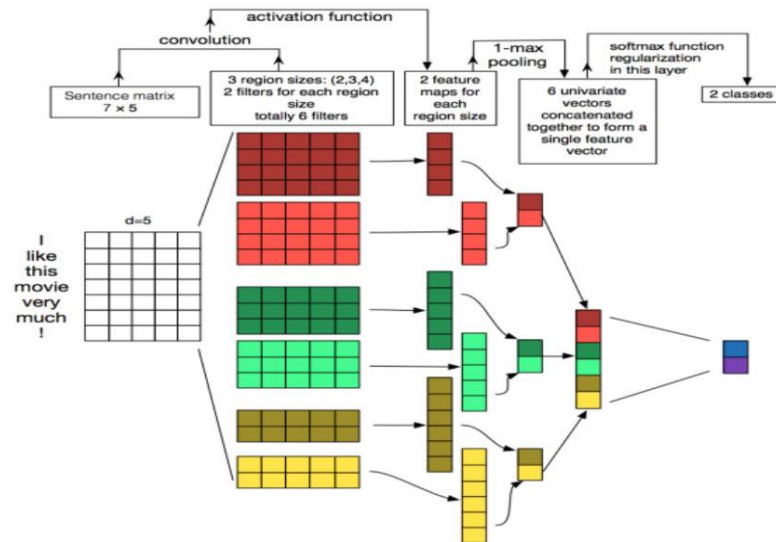 activation function
convolution
1-max
pooling
softmax function
regularization
in this layer
Sentence matrix
7 × 5
3 region sizes: (2,3,4)
2 filters for each region
size
totally 6 filters
2 feature
maps for
each
region size
6 univariate
vectors
concatenated
together to form a
single feature
vector
2 classes
d=5
I
like
this
movie
very
much
!